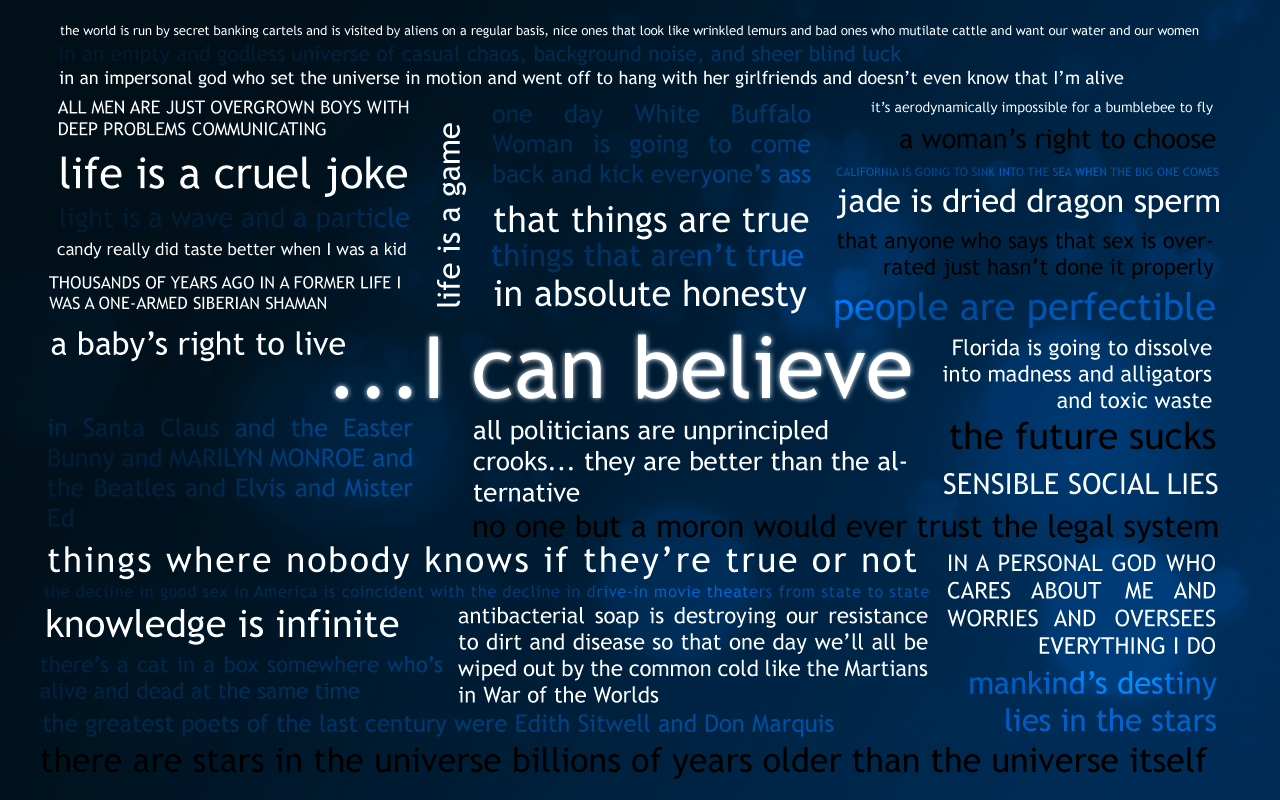 the world is run by secret banking cartels and is visited by aliens on a regular basis, nice ones that look like wrinkled lemurs and bad ones who mutilate cattle and want our water and our women
in an empty and godless universe of casual chaos, background noise, and sheer blind luck
in an impersonal god who set the universe in motion and went off to hang with her girlfriends and doesn't even know that I'm alive
ALL MEN ARE JUST OVERGROWN BOYS WITH
DEEP PROBLEMS COMMUNICATING
life is a cruel joke
light is a wave and a particle
candy really did taste better when I was a kid
THOUSANDS OF YEARS AGO IN A FORMER LIFE I
WAS A ONE-ARMED SIBERIAN SHAMAN
a baby's right to live
life is a game
one day White Buffalo
Woman is going to come
back and kick everyone's ass
that things are true
things that aren't true
in absolute honesty
it's aerodynamically impossible for a bumblebee to fly
a woman's right to choose
CALIFORNIA IS GOING TO SINK INTO THE SEA WHEN THE BIG ONE COMES
jade is dried dragon sperm
that anyone who says that sex is over-
rated just hasn't done it properly
people are perfectible
...I can believe
Florida is going to dissolve
into madness and alligators
and toxic waste
the future sucks
SENSIBLE SOCIAL LIES
in Santa Claus and the Easter
Bunny and MARILYN MONROE and
the Beatles and Elvis and Mister
Ed
all politicians are unprincipled
crooks... they are better than the al-
ternative
no one but a moron would ever trust the legal system
things where nobody knows if they're true or not
the decline in good sex in America is coincident with the decline in drive-in movie theaters from state to state
knowledge is infinite
there's a cat in a box somewhere who's
alive and dead at the same time
antibacterial soap is destroying our resistance
to dirt and disease so that one day we'll all be
wiped out by the common cold like the Martians
in War of the Worlds
IN A PERSONAL GOD WHO
CARES ABOUT ME AND
WORRIES AND OVERSEES
EVERYTHING I DO
mankind's destiny
lies in the stars
the greatest poets of the last century were Edith Sitwell and Don Marquis
there are stars in the universe billions of years older than the universe itself